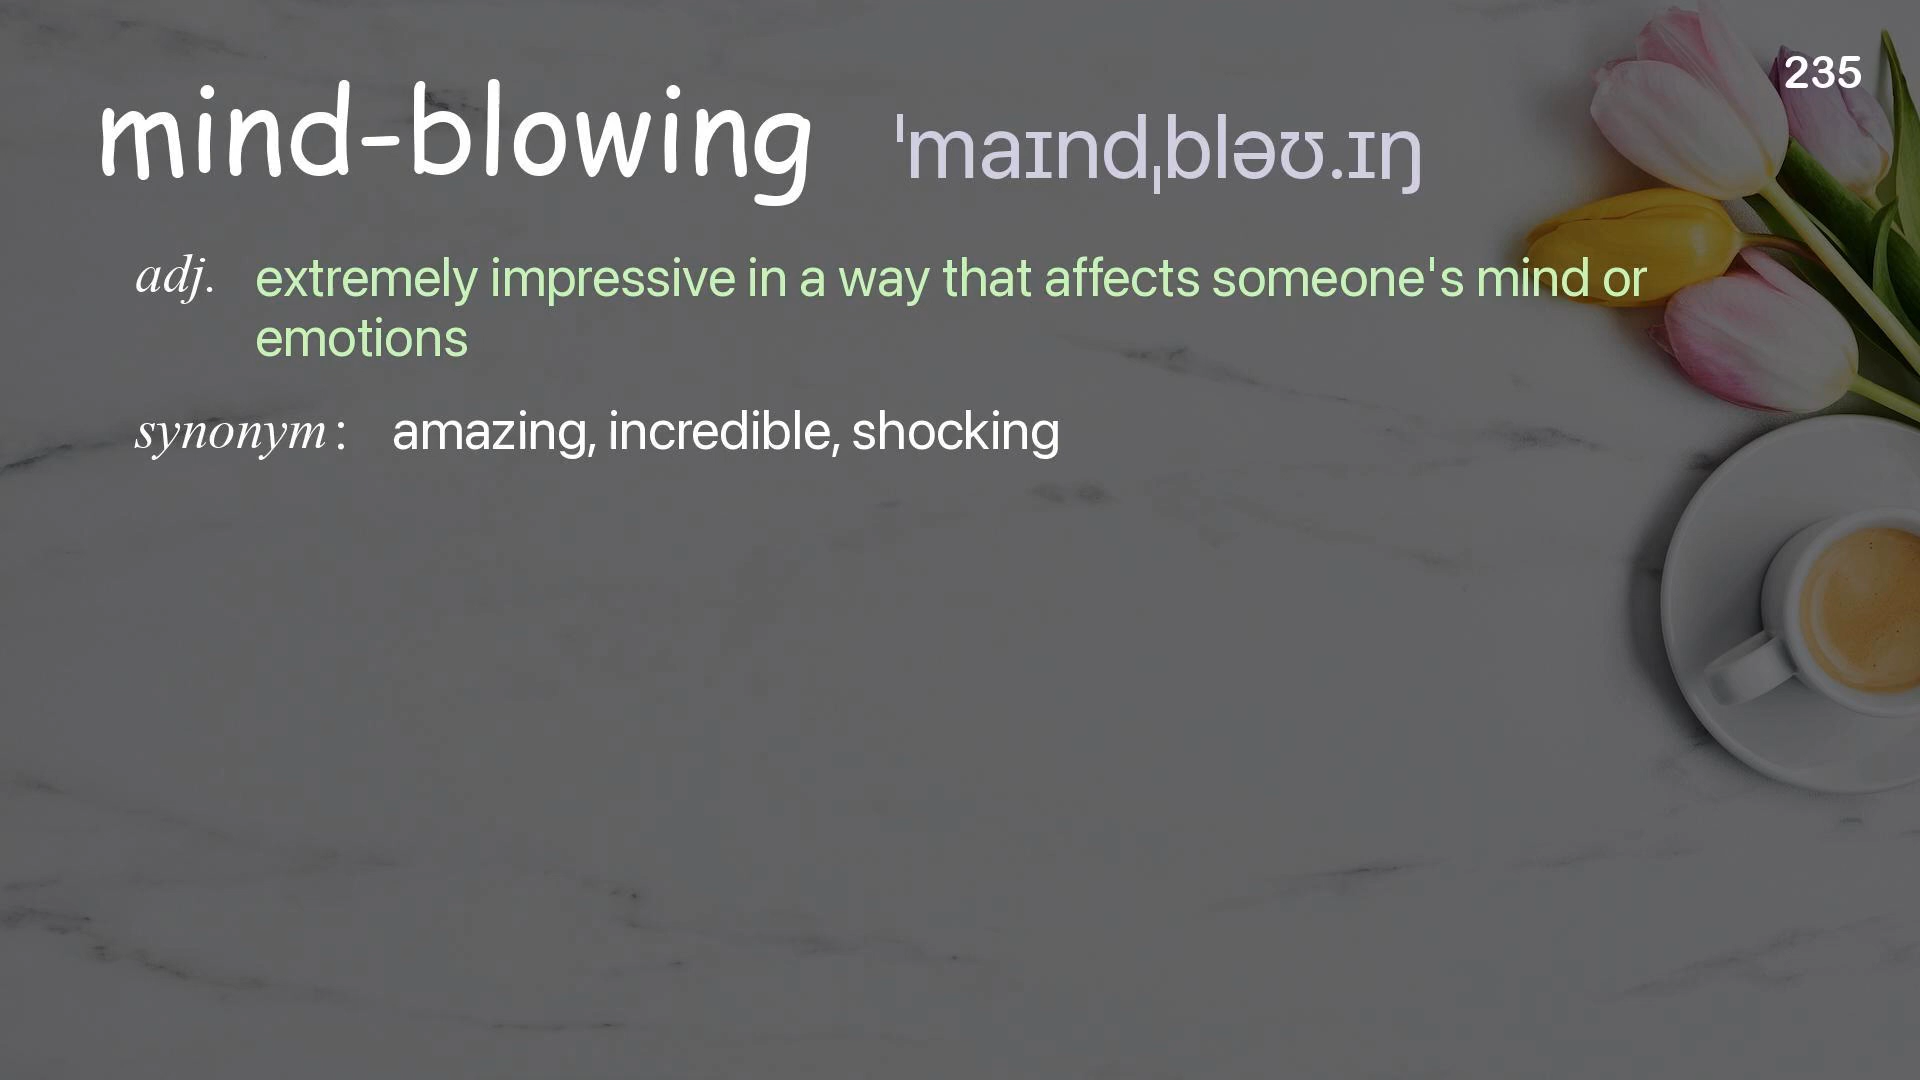 235
mind-blowing ˈmaɪndˌbləʊ.ɪŋ
adj. extremely impressive in a way that affects someone's mind or
emotions
synonym: amazing, incredible, shocking